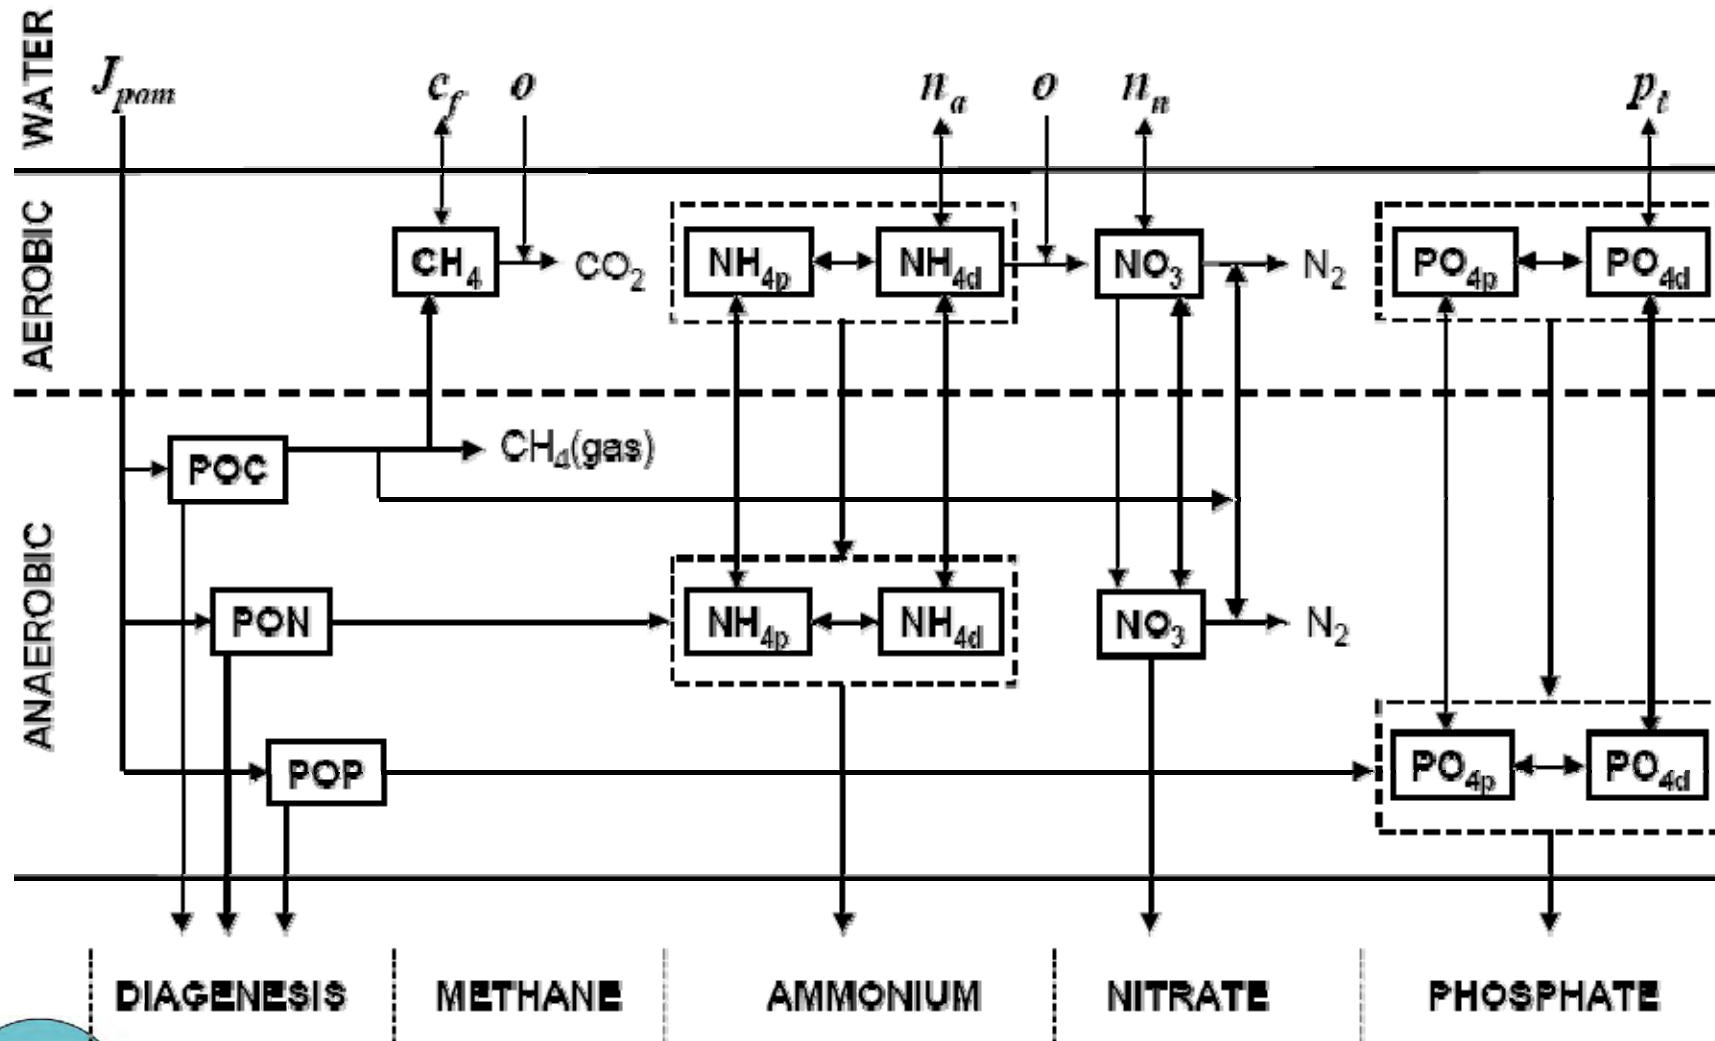 WATER
J_pom
c_f
o
n_a
o
n_n
p_t
AEROBIC
CH₄
CO₂
NH₄p
NH₄d
NO₃
N₂
PO₄p
PO₄d
ANAEROBIC
POC
CH₄(gas)
PON
NH₄p
NH₄d
NO₃
N₂
POP
PO₄p
PO₄d
DIAGENESIS
METHANE
AMMONIUM
NITRATE
PHOSPHATE